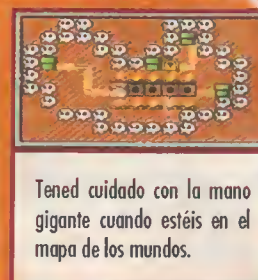 Tened cuidado con la mano
gigante cuando estéis en el
mapa de los mundos.